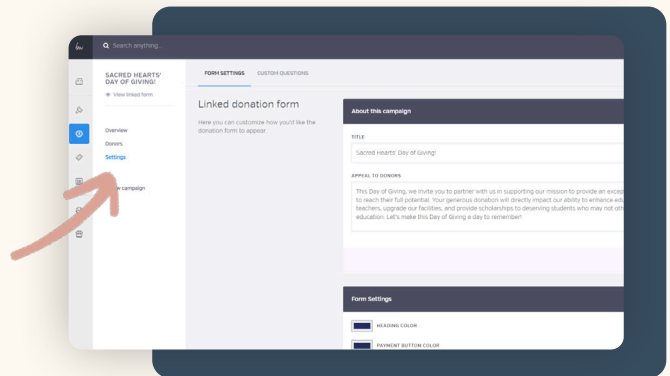 bw
Search anything...
SACRED HEARTS'
DAY OF GIVING!
View linked form
Overview
Donors
Settings
campaign
FORM SETTINGS CUSTOM QUESTIONS
Linked donation form
Here you can customize how you'd like the
donation form to appear.
About this campaign
TITLE
Sacred Hearts' Day of Giving!
APPEAL TO DONORS
This Day of Giving, we invite you to partner with us in supporting our mission to provide an
to reach their full potential. Your generous donation will directly impact our ability to enhance
teachers, upgrade our facilities, and provide scholarships to deserving students who may not
education. Let's make this Day of Giving a day to remember!
Form Settings
HEADING COLOR
PAYMENT BUTTON COLOR